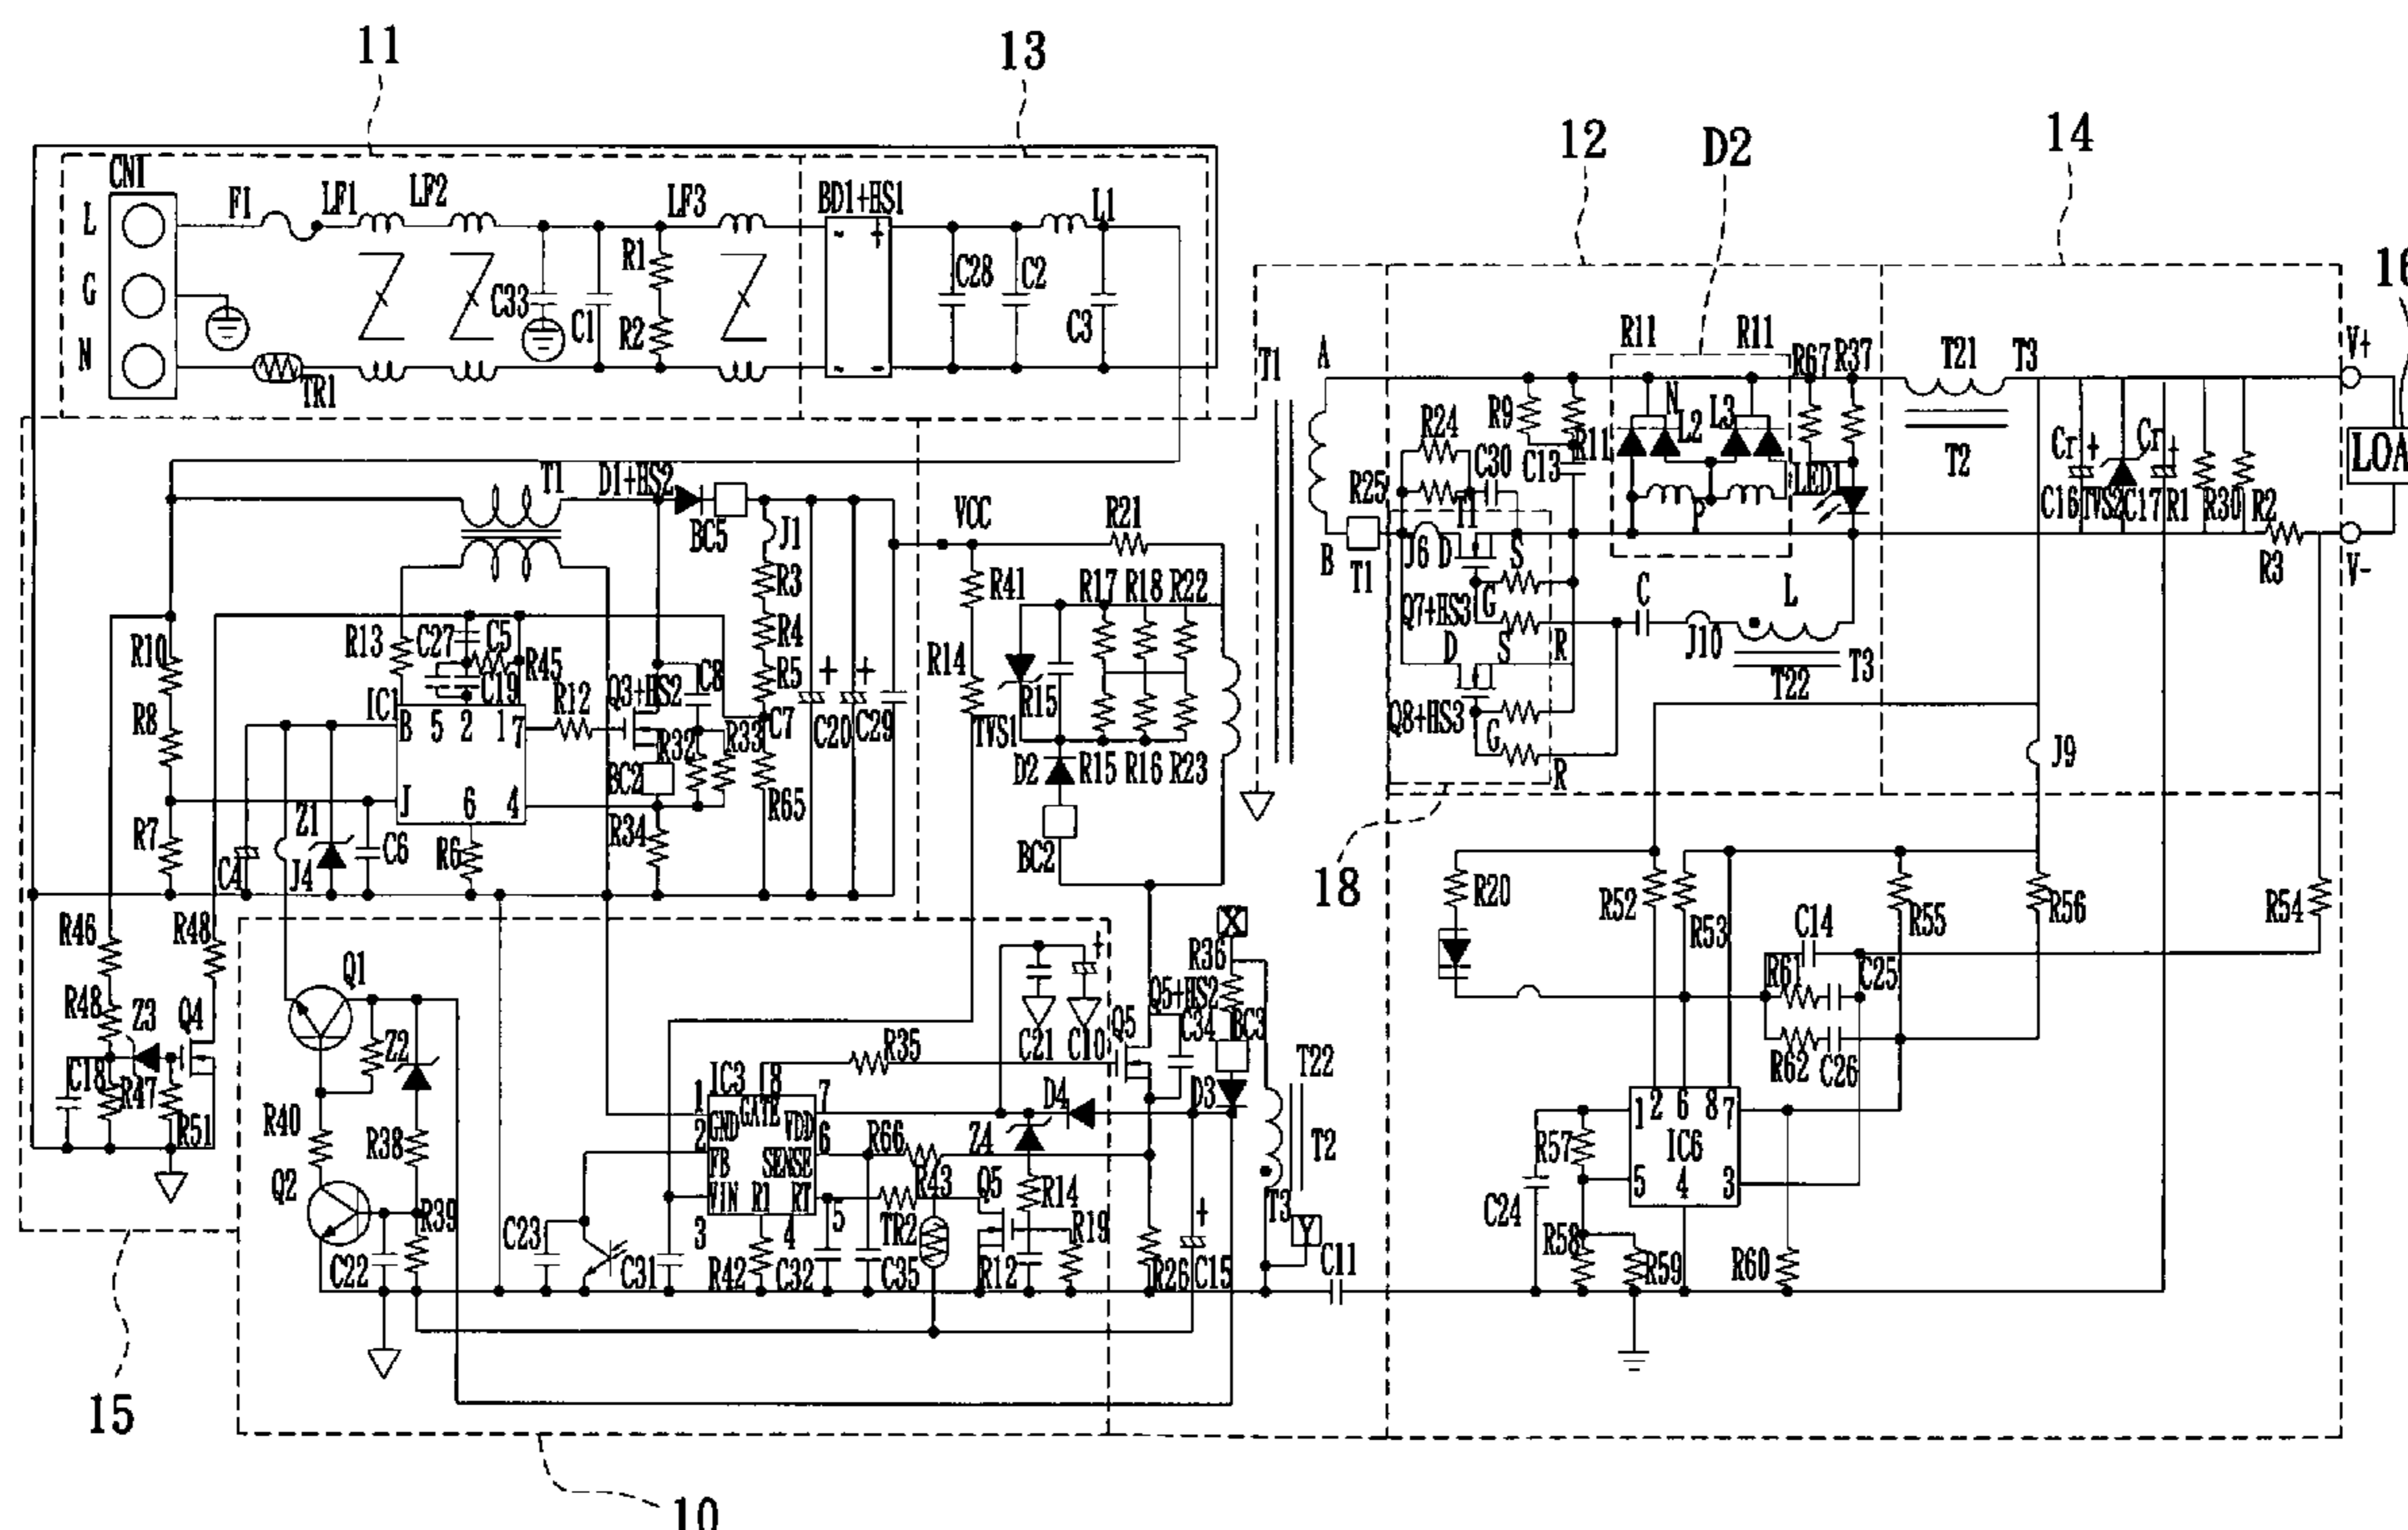 11
13
12
D2
14
16
CN1
L
G
N
F1
LF1
LF2
LF3
C33
C1
R1
R2
TR1
BD1+HS1
~
+
~
-
C28
C2
L1
C3
T1
A
B
R25
T1
R24
C30
R9
C13
R11
R11
R11
N
L2
L3
P
R67
R37
LED1
T21
T3
T2
Cr
+
C16
TVS2
Cr
+
C17
R1
R30
R2
R3
V+
V-
LOA
T1
D1+HS2
BC5
J1
R3
R4
R5
C7
R65
+
C20
+
C29
VCC
R41
R14
TVS1
R21
R17
R18
R22
R15
D2
R15
R16
R23
BC2
T1
J6
D
S
G
Q7+HS3
D
S
R
Q8+HS3
G
R
C
J10
L
T22
T3
J9
18
R10
R8
R7
R13
C27
C5
R45
C19
IC1
B
5
2
1
7
J
6
4
R12
Q3+HS2
C8
R32
R33
BC2
R34
C4
J4
Z1
C6
R6
R46
R48
R48
Z3
Q4
C18
R47
R51
Q1
Z2
R40
R38
Q2
R39
C22
IC3
1
2
3
GND
GATE
VDD
FB
SENSE
VIN
RI
RT
8
7
6
5
4
R35
C21
C10
+
Q5
Q5+HS2
C34
R36
X
BC3
D3
D4
Z4
R66
R43
TR2
Q5
R14
R19
R12
C23
C31
R42
C32
C35
R26
+
C15
T22
T2
T3
Y
C11
R20
R52
R53
R55
R56
R54
C14
R61
C25
R62
C26
IC6
1
2
6
8
7
5
4
3
R57
C24
R58
R59
R60
15
10